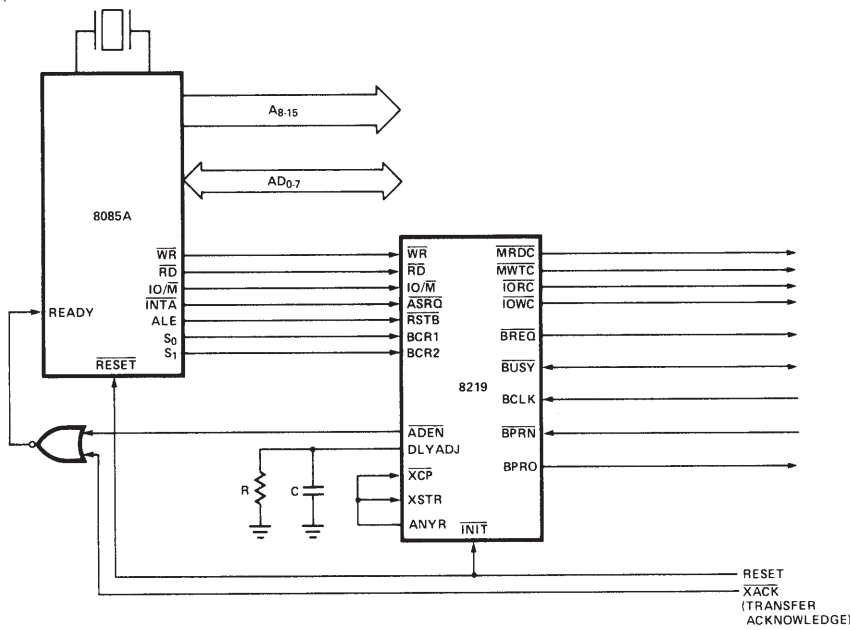 A8-15
AD0-7
8085A
WR
RD
IO/M
INTA
ALE
S0
S1
READY
RESET
WR
RD
IO/M
ASRQ
RSTB
BCR1
BCR2
8219
ADEN
DLYADJ
XCP
XSTR
ANYR
INIT
MRDC
MWTC
IORC
IOWC
BREQ
BUSY
BCLK
BPRN
BPRO
R
C
RESET
XACK
(TRANSFER
ACKNOWLEDGE)